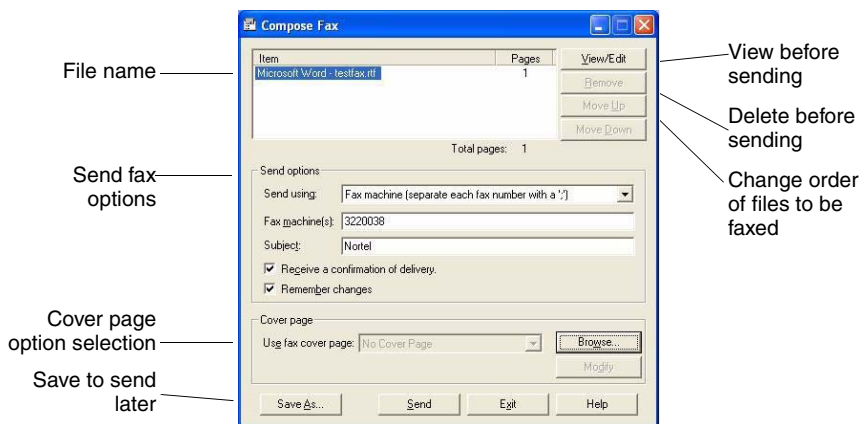 Compose Fax
File name
Item Pages
Microsoft Word - testfax.rtf 1
Total pages: 1
View/Edit
Remove
Move Up
Move Down
View before
sending
Delete before
sending
Change order
of files to be
faxed
Send fax
options
Send options
Send using: Fax machine (separate each fax number with a ';')
Fax machine(s): 3220038
Subject: Nortel
Receive a confirmation of delivery.
Remember changes
Cover page
option selection
Cover page
Use fax cover page: No Cover Page
Browse...
Modify
Save to send
later
Save As... Send Exit Help